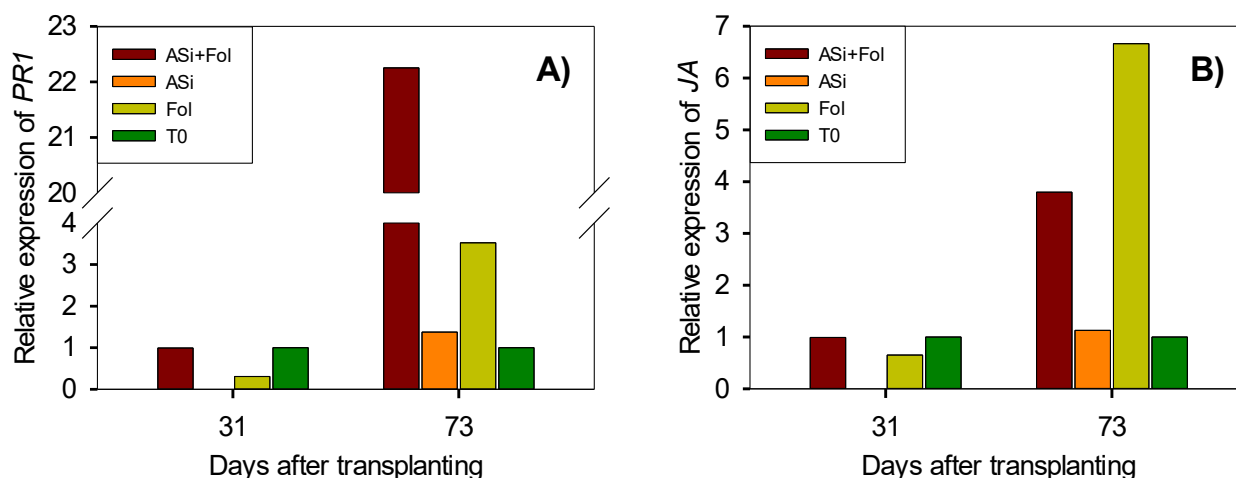 Relative expression of PR1
23
22
21
20
4
3
2
1
0
ASi+Fol
ASi
Fol
T0
A)
31
73
Days after transplanting
Relative expression of JA
7
6
5
4
3
2
1
0
ASi+Fol
ASi
Fol
T0
B)
31
73
Days after transplanting